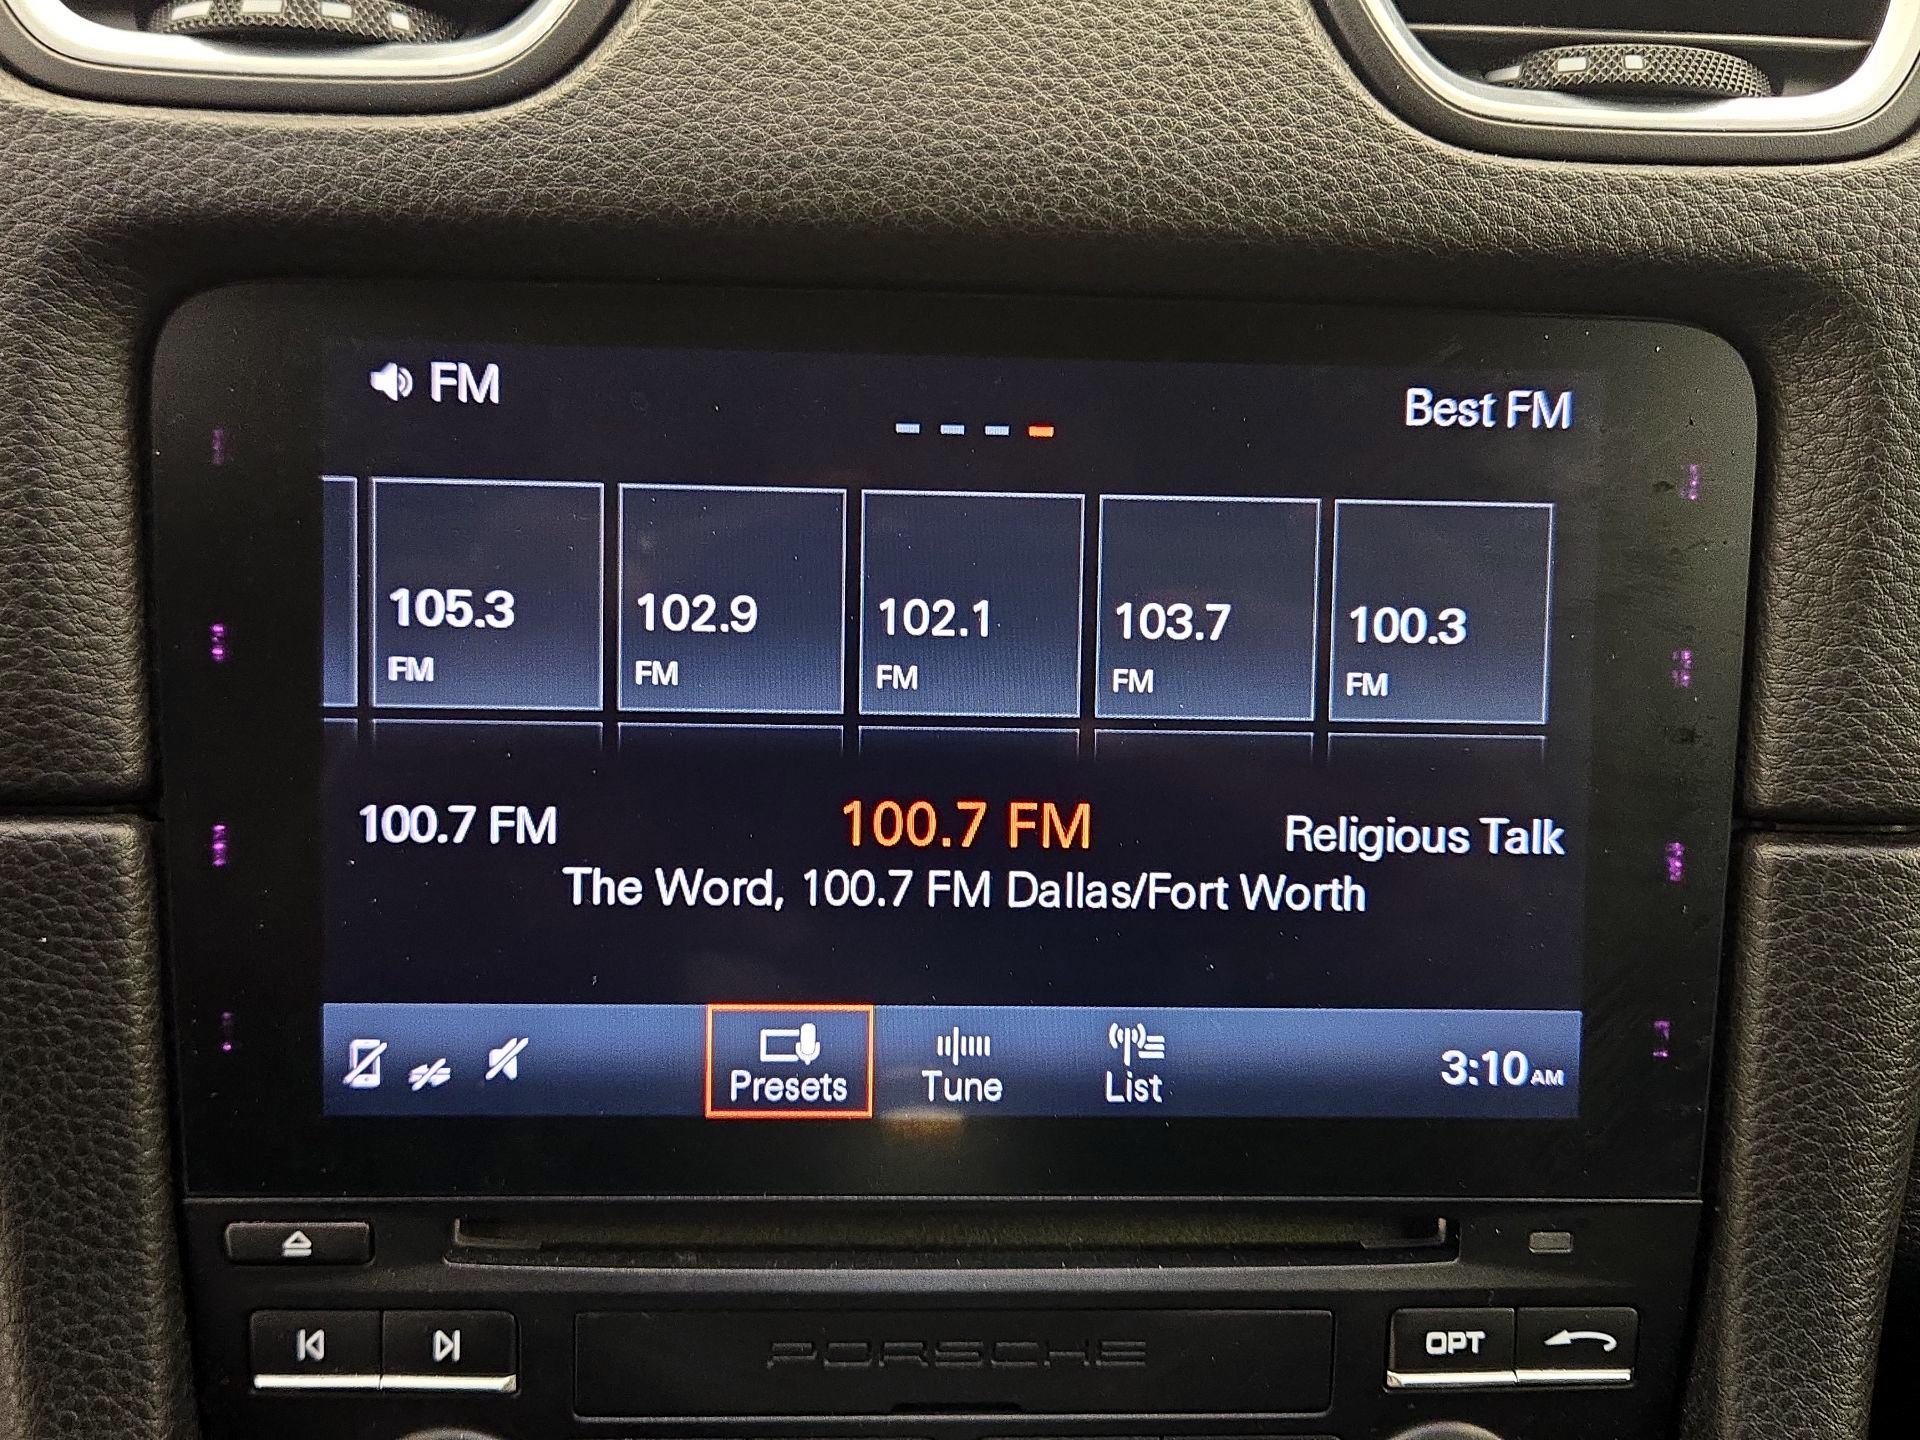 FM
Best FM
105.3
FM
102.9
FM
102.1
FM
103.7
FM
100.3
FM
100.7 FM
100.7 FM
Religious Talk
The Word, 100.7 FM Dallas/Fort Worth
Presets
Tune
List
3:10 AM
PORSCHE
OPT